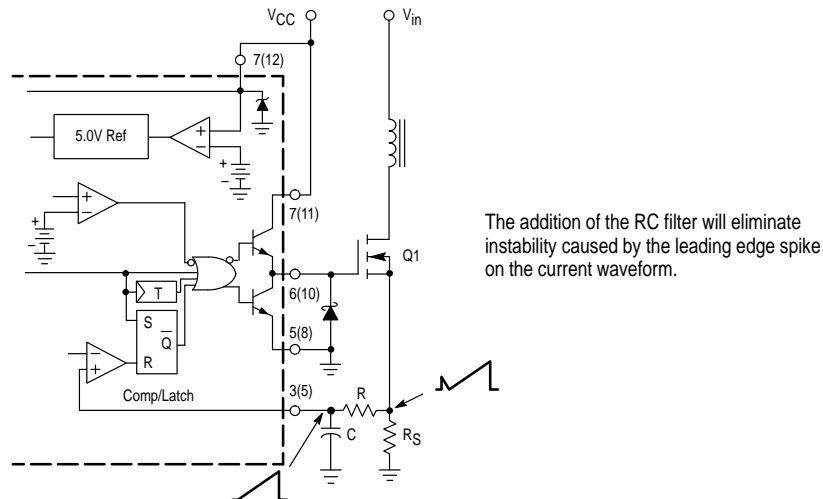 VCC
Vin
7(12)
5.0V Ref
+
−
+
−
+
−
+
−
7(11)
Q1
The addition of the RC filter will eliminate
instability caused by the leading edge spike
on the current waveform.
T
6(10)
S
Q
R
5(8)
−
+
Comp/Latch
3(5)
R
C
RS